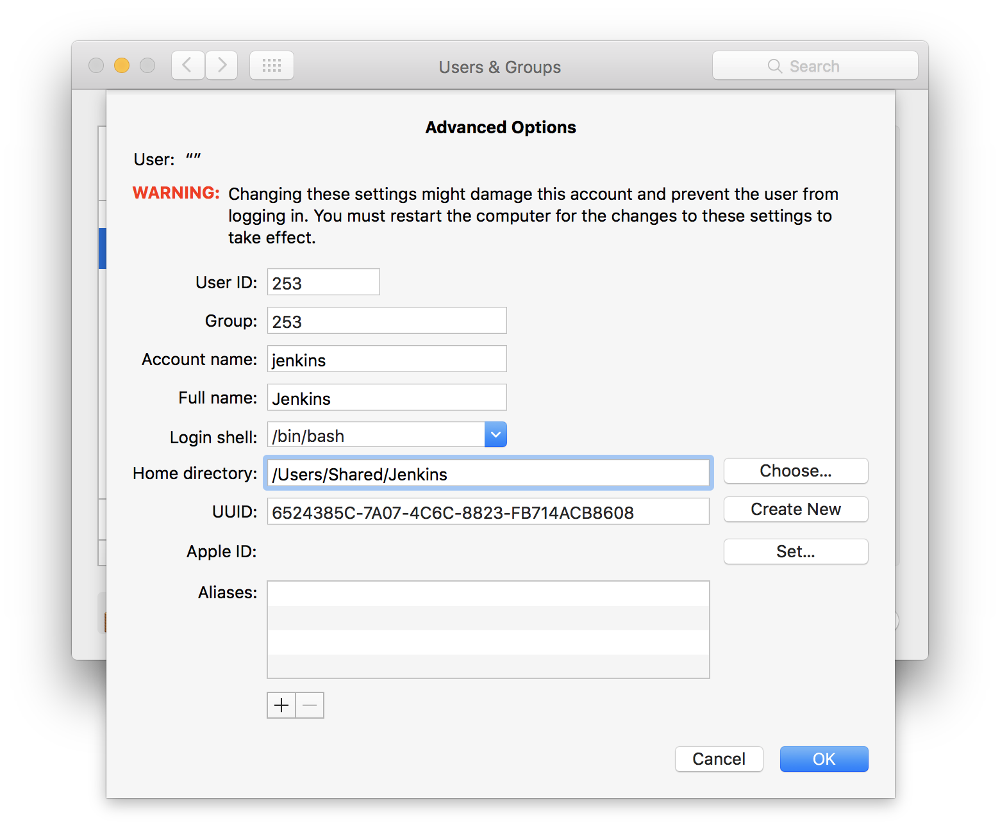 Users & Groups
Search
Advanced Options
User: “”
WARNING: Changing these settings might damage this account and prevent the user from
logging in. You must restart the computer for the changes to these settings to
take effect.
User ID: 253
Group: 253
Account name: jenkins
Full name: Jenkins
Login shell: /bin/bash
Home directory: /Users/Shared/Jenkins Choose...
UUID: 6524385C-7A07-4C6C-8823-FB714ACB8608 Create New
Apple ID: Set...
Aliases:
Cancel OK